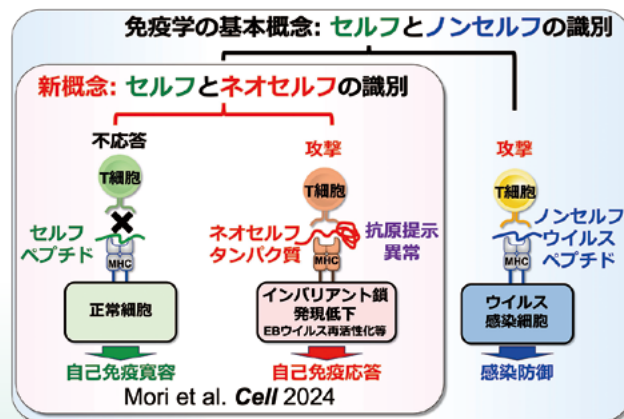 免疫学の基本概念: セルフとノンセルフの識別
新概念: セルフとネオセルフの識別
不応答
T細胞
セルフ
ペプチド
MHC
正常細胞
自己免疫寛容
攻撃
T細胞
ネオセルフ
タンパク質
抗原提示
異常
MHC
インバリアント鎖
発現低下
EBウイルス再活性化等
自己免疫応答
攻撃
T細胞
ノンセルフ
ウイルス
ペプチド
MHC
ウイルス
感染細胞
感染防御
Mori et al. Cell 2024